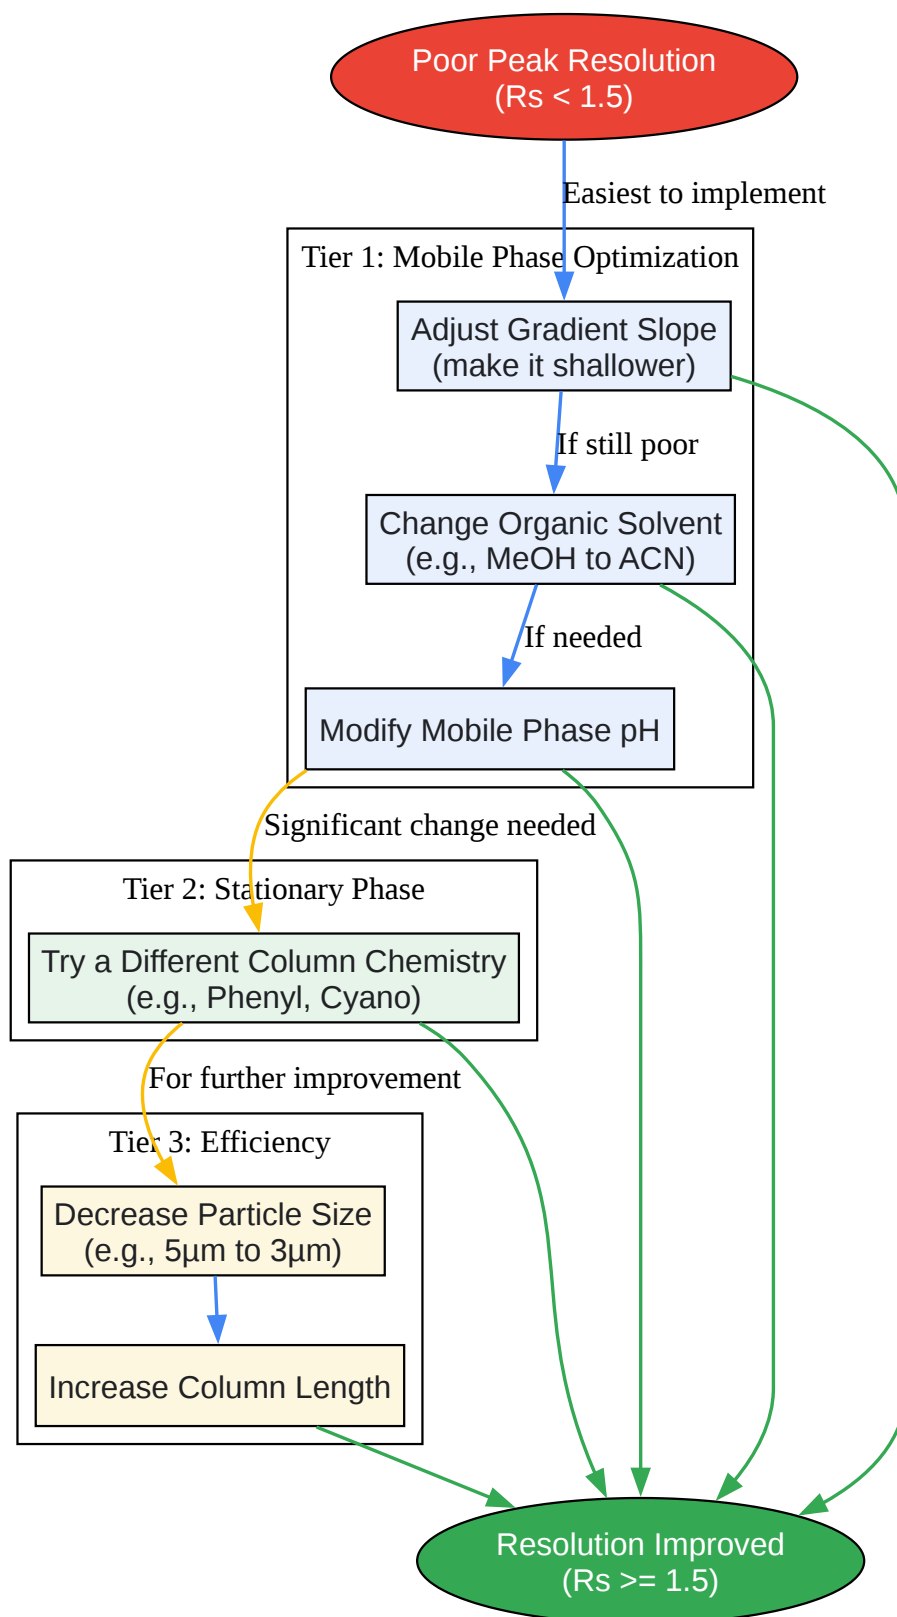 Poor Peak Resolution
(Rs < 1.5)
Easiest to implement
Tier 1: Mobile Phase Optimization
Adjust Gradient Slope
(make it shallower)
If still poor
Change Organic Solvent
(e.g., MeOH to ACN)
If needed
Modify Mobile Phase pH
Significant change needed
Tier 2: Stationary Phase
Try a Different Column Chemistry
(e.g., Phenyl, Cyano)
For further improvement
Tier 3: Efficiency
Decrease Particle Size
(e.g., 5µm to 3µm)
Increase Column Length
Resolution Improved
(Rs >= 1.5)